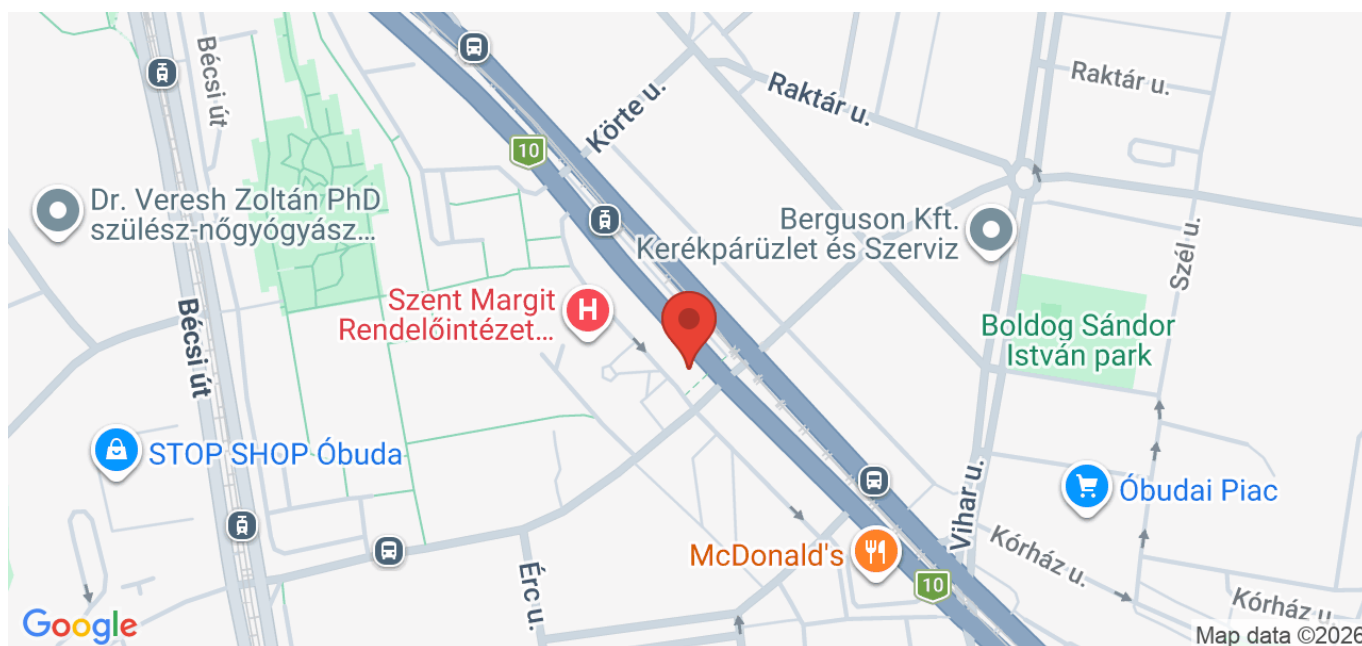 Bécsi út
Körte u.
Raktár u.
Raktár u.
10
Dr. Veresh Zoltán PhD
szülész-nőgyógyász...
Berguson Kft.
Kerékpárüzlet és Szerviz
Szél u.
Szent Margit
Rendelőintézet...
H
Bécsi út
Boldog Sándor
István park
STOP SHOP Óbuda
Óbudai Piac
Vihar u.
McDonald's
Kórház u.
Érc u.
10
Kórház u.
Google
Map data ©2026